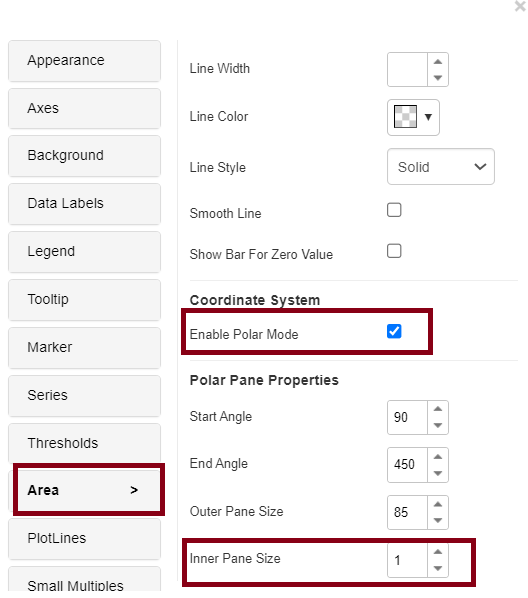 ×
Appearance
Axes
Background
Data Labels
Legend
Tooltip
Marker
Series
Thresholds
Area >
PlotLines
Small Multiples
Line Width
Line Color
Line Style Solid
Smooth Line
Show Bar For Zero Value
Coordinate System
Enable Polar Mode
Polar Pane Properties
Start Angle 90
End Angle 450
Outer Pane Size 85
Inner Pane Size 1